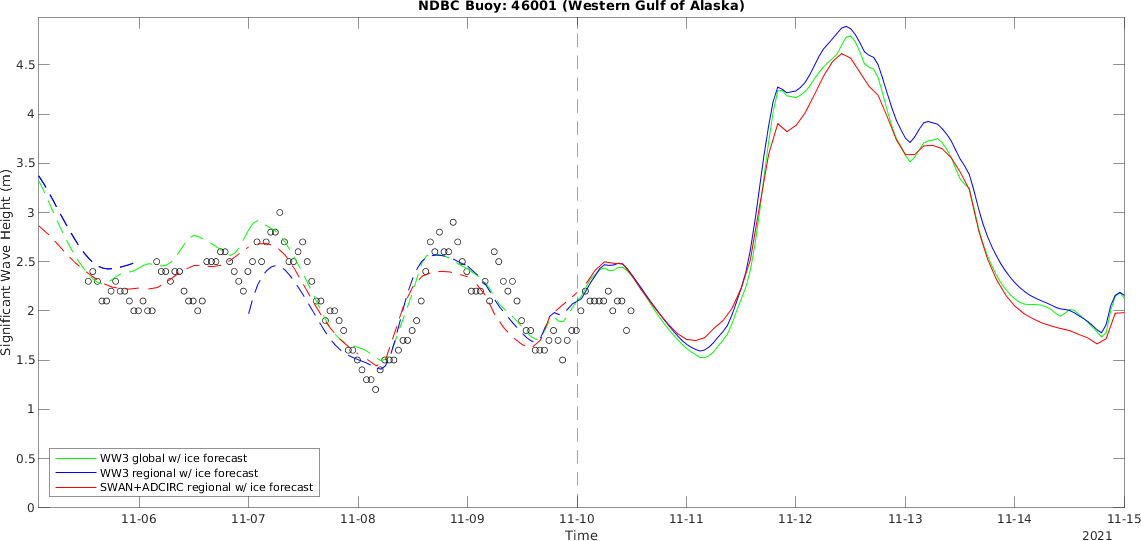 NDBC Buoy: 46001 (Western Gulf of Alaska)
Significant Wave Height (m)
4.5
4
3.5
3
2.5
2
1.5
1
0.5
0
WW3 global w/ ice forecast
WW3 regional w/ ice forecast
SWAN+ADCIRC regional w/ ice forecast
11-06 11-07 11-08 11-09 11-10 11-11 11-12 11-13 11-14 11-15
Time
2021